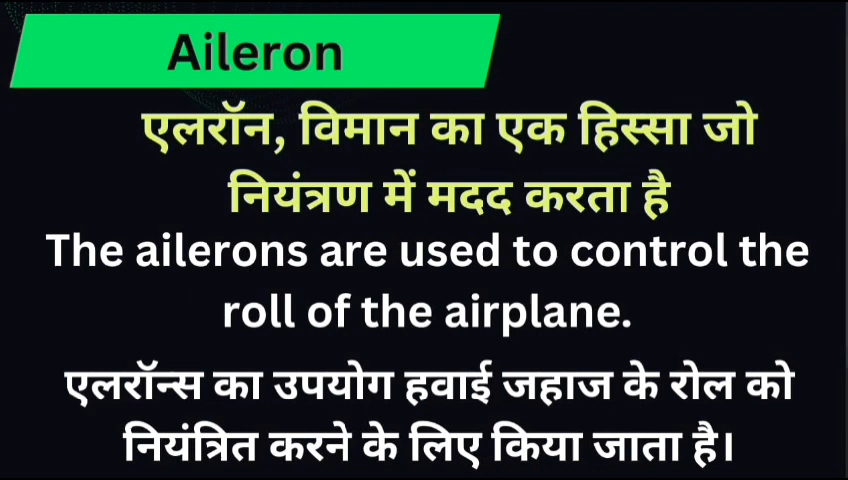 Aileron
एलरॉन, विमान का एक हिस्सा जो
नियंत्रण में मदद करता है
The ailerons are used to control the
roll of the airplane.
एलरॉन्स का उपयोग हवाई जहाज के रोल को
नियंत्रित करने के लिए किया जाता है।